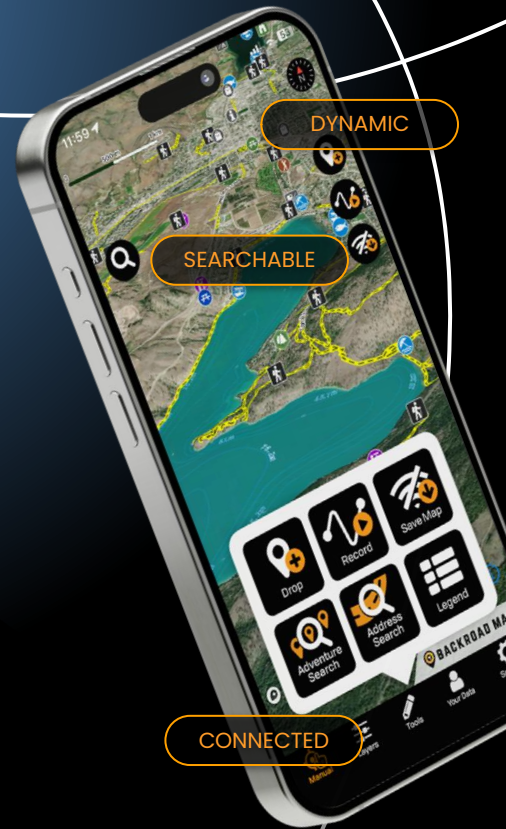 11:59
DYNAMIC
SEARCHABLE
Drop
Record
Save Map
Adventure
Search
Address
Search
Legend
BACKROAD MA
CONNECTED
Manual
Layers
Tools
Your Data